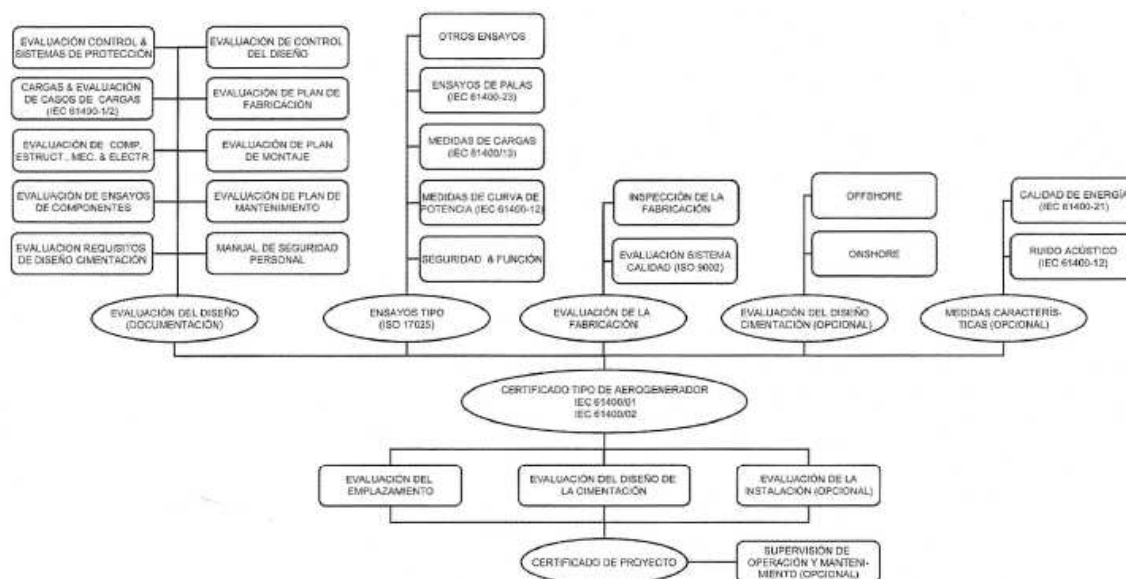 EVALUACIÓN CONTROL &
SISTEMAS DE PROTECCIÓN
EVALUACIÓN DE CONTROL
DEL DISEÑO
CARGAS & EVALUACIÓN
DE CASOS DE CARGAS
(IEC 61400-1/2)
EVALUACIÓN DE PLAN DE
FABRICACIÓN
EVALUACIÓN DE COMP.
ESTRUCT., MEC. & ELECTR.
EVALUACIÓN DE PLAN
DE MONTAJE
EVALUACIÓN DE ENSAYOS
DE COMPONENTES
EVALUACIÓN DE PLAN DE
MANTENIMIENTO
EVALUACION REQUISITOS
DE DISEÑO CIMENTACIÓN
MANUAL DE SEGURIDAD
PERSONAL
OTROS ENSAYOS
ENSAYOS DE PALAS
(IEC 61400-23)
MEDIDAS DE CARGAS
(IEC 61400/13)
MEDIDAS DE CURVA DE
POTENCIA (IEC 61400-12)
SEGURIDAD & FUNCIÓN
INSPECCIÓN DE LA
FABRICACIÓN
EVALUACIÓN SISTEMA
CALIDAD (ISO 9002)
OFFSHORE
ONSHORE
CALIDAD DE ENERGÍA
(IEC 61400-21)
RUIDO ACÚSTICO
(IEC 61400-12)
EVALUACIÓN DEL DISEÑO
(DOCUMENTACIÓN)
ENSAYOS TIPO
(ISO 17025)
EVALUACIÓN DE LA
FABRICACIÓN
EVALUACIÓN DEL DISEÑO
CIMENTACIÓN (OPCIONAL)
MEDIDAS CARACTERÍS-
TICAS (OPCIONAL)
CERTIFICADO TIPO DE AEROGENERADOR
IEC 61400/01
IEC 61400/02
EVALUACIÓN DEL
EMPLAZAMIENTO
EVALUACIÓN DEL DISEÑO DE
LA CIMENTACIÓN
EVALUACIÓN DE LA
INSTALACIÓN (OPCIONAL)
CERTIFICADO DE PROYECTO
SUPERVISIÓN DE
OPERACIÓN Y MANTENI-
MIENTO (OPCIONAL)